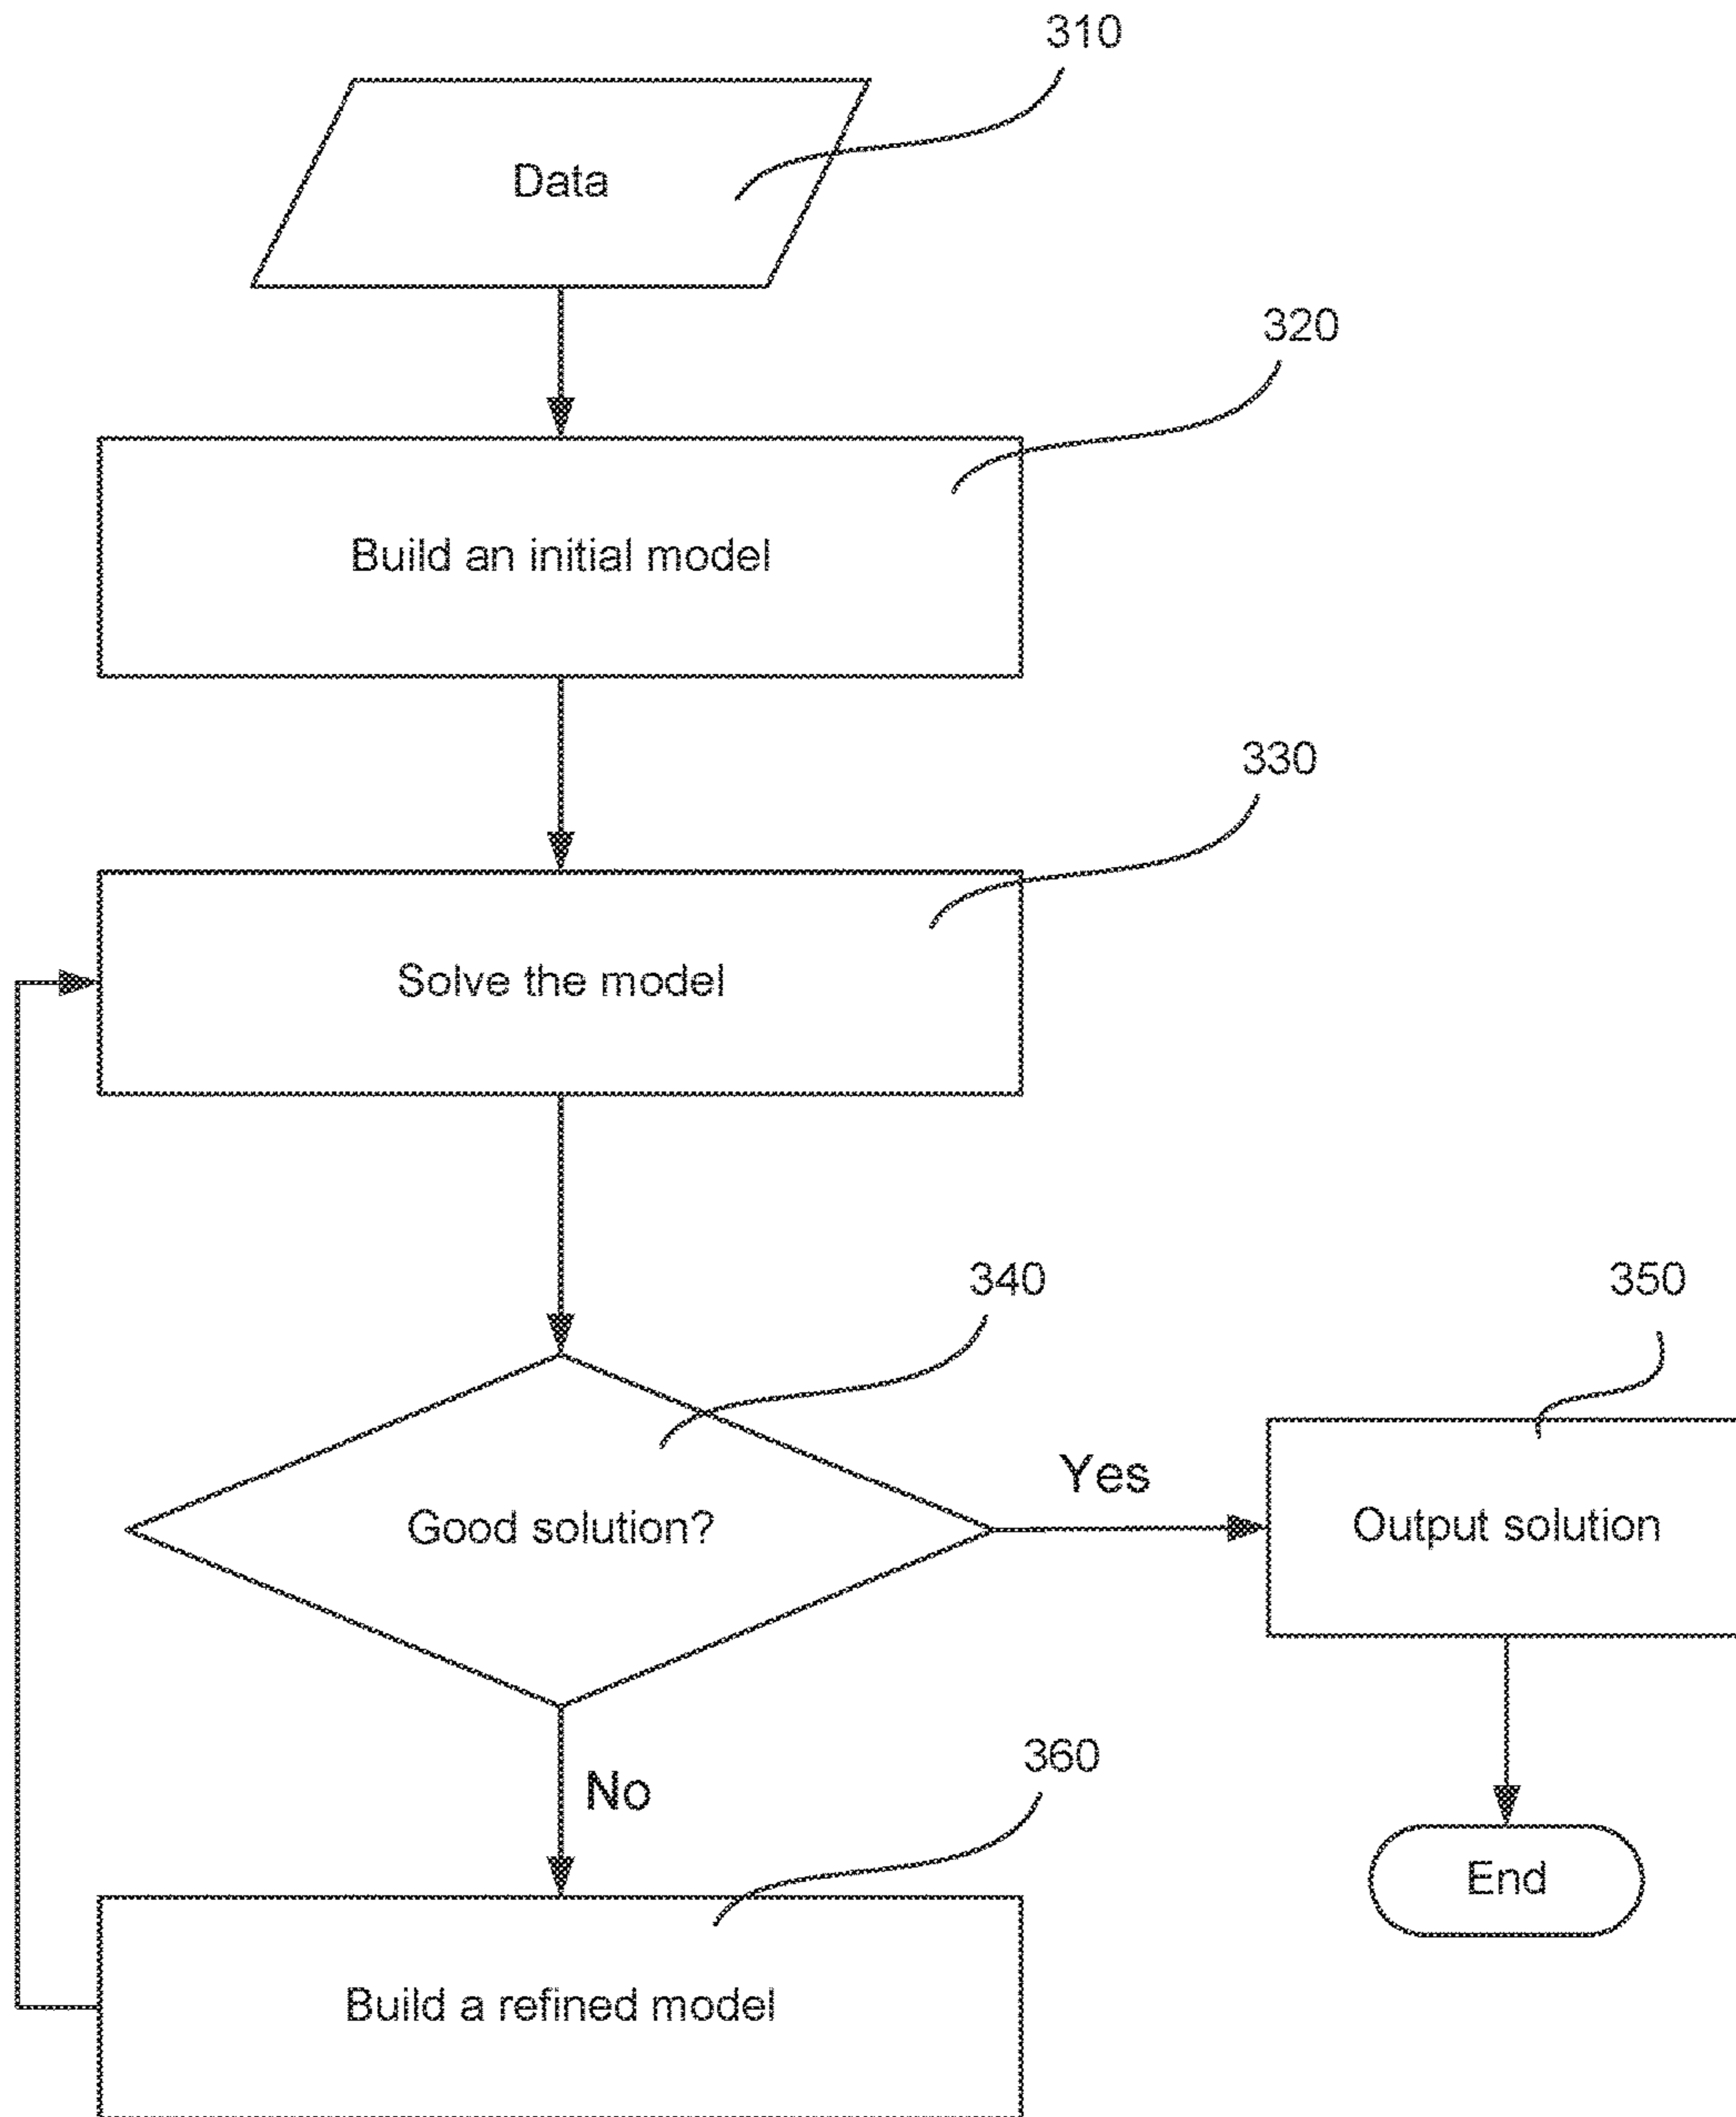 310
Data
320
Build an initial model
330
Solve the model
340
350
Yes
Good solution?
Output solution
No
360
End
Build a refined model